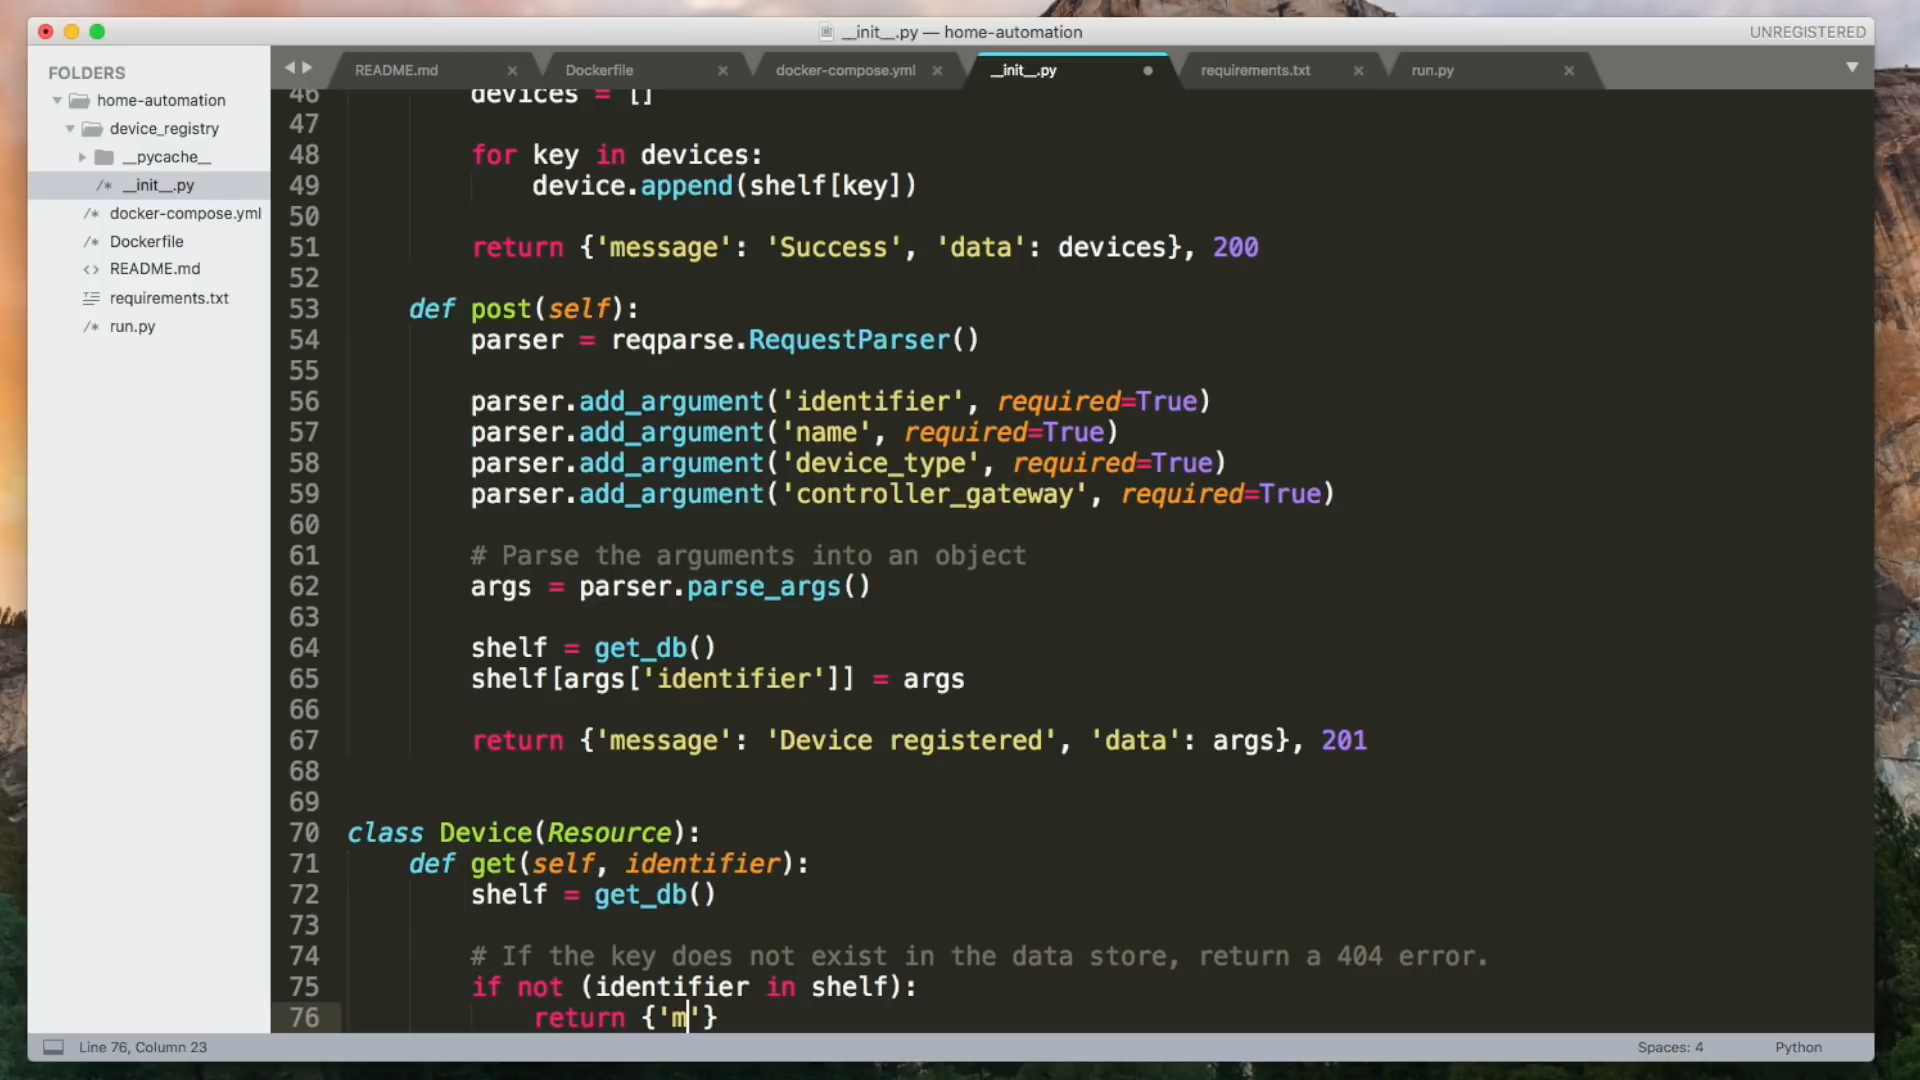 __init__.py — home-automation
UNREGISTERED
FOLDERS
home-automation
device_registry
__pycache__
/* __init__.py
/* docker-compose.yml
/* Dockerfile
<> README.md
requirements.txt
/* run.py
README.md × Dockerfile × docker-compose.yml × __init__.py requirements.txt × run.py ×
46         devices = []
47
48         for key in devices:
49             device.append(shelf[key])
50
51         return {'message': 'Success', 'data': devices}, 200
52
53     def post(self):
54         parser = reqparse.RequestParser()
55
56         parser.add_argument('identifier', required=True)
57         parser.add_argument('name', required=True)
58         parser.add_argument('device_type', required=True)
59         parser.add_argument('controller_gateway', required=True)
60
61         # Parse the arguments into an object
62         args = parser.parse_args()
63
64         shelf = get_db()
65         shelf[args['identifier']] = args
66
67         return {'message': 'Device registered', 'data': args}, 201
68
69
70 class Device(Resource):
71     def get(self, identifier):
72         shelf = get_db()
73
74         # If the key does not exist in the data store, return a 404 error.
75         if not (identifier in shelf):
76             return {'m'}
Line 76, Column 23
Spaces: 4
Python